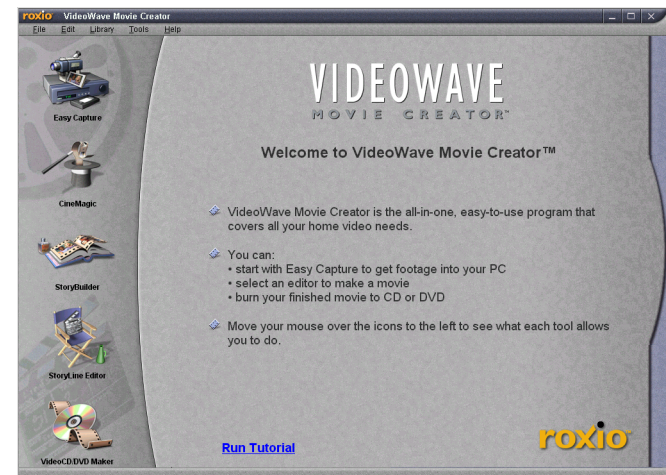 roxio VideoWave Movie Creator
File Edit Library Tools Help
Easy Capture
CineMagic
StoryBuilder
StoryLine Editor
VideoCD/DVD Maker
VIDEOWAVE
MOVIE CREATOR™
Welcome to VideoWave Movie Creator™
VideoWave Movie Creator is the all-in-one, easy-to-use program that
covers all your home video needs.
You can:
• start with Easy Capture to get footage into your PC
• select an editor to make a movie
• burn your finished movie to CD or DVD
Move your mouse over the icons to the left to see what each tool allows
you to do.
Run Tutorial
roxio